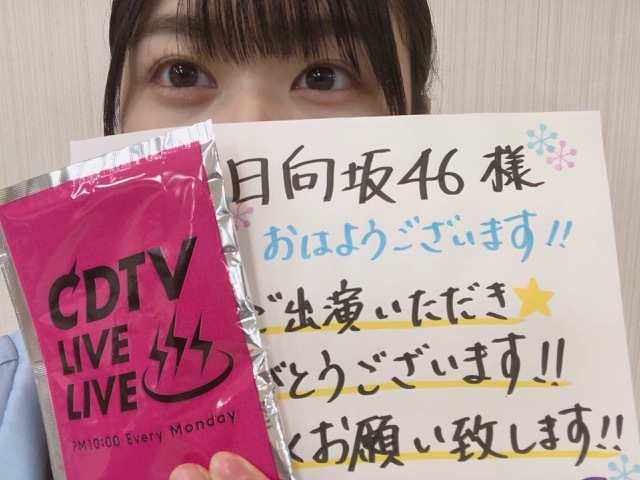 日向坂46 様
おはようございます!!
ご出演いただき
がとうございます!!
くお願い致します!!
CDTV
LIVE
LIVE
PM10:00 Every Monday